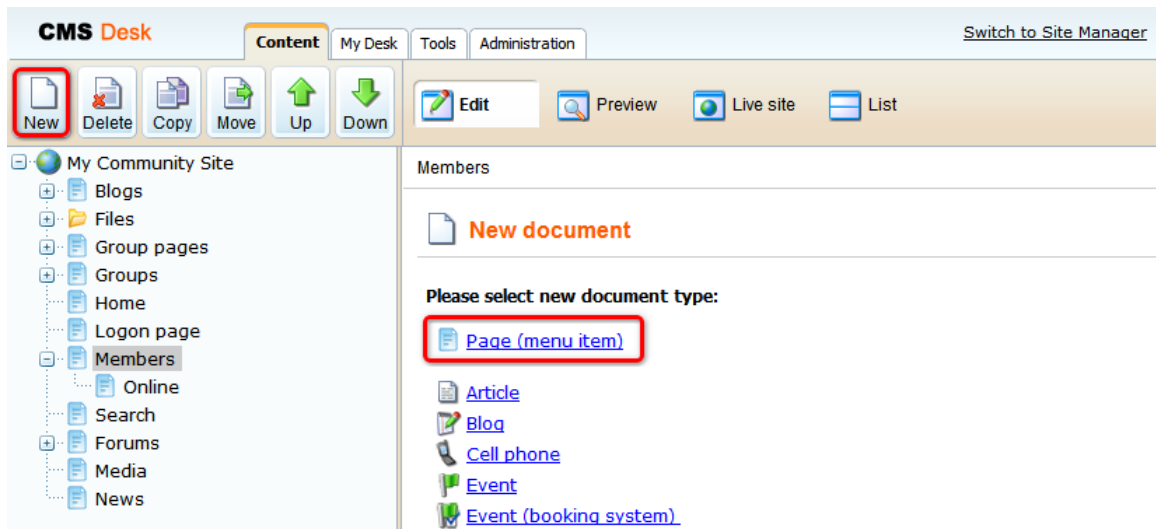 CMS Desk
Content My Desk Tools Administration
Switch to Site Manager
New Delete Copy Move Up Down
Edit Preview Live site List
My Community Site
Blogs
Files
Group pages
Groups
Home
Logon page
Members
Online
Search
Forums
Media
News
Members
New document
Please select new document type:
Page (menu item)
Article
Blog
Cell phone
Event
Event (booking system)